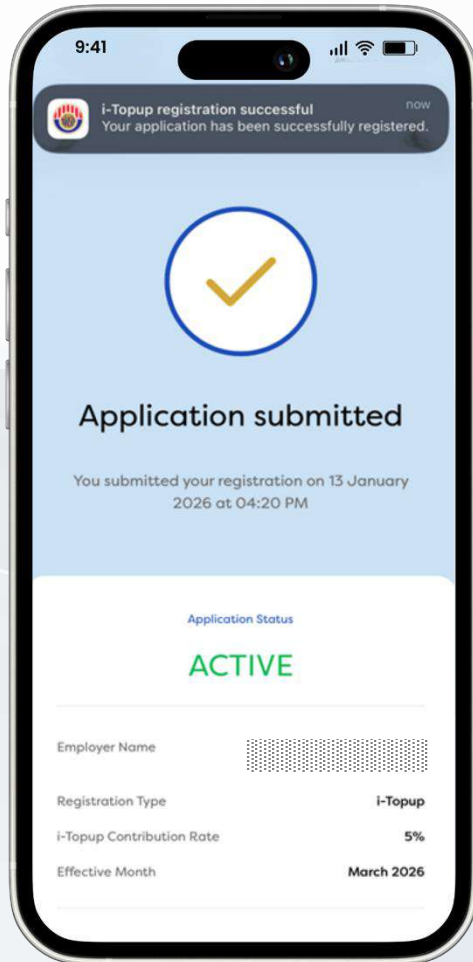 9:41
i-Topup registration successful
now
Your application has been successfully registered.
Application submitted
You submitted your registration on 13 January
2026 at 04:20 PM
Application Status
ACTIVE
Employer Name
Registration Type
i-Topup
i-Topup Contribution Rate
5%
Effective Month
March 2026